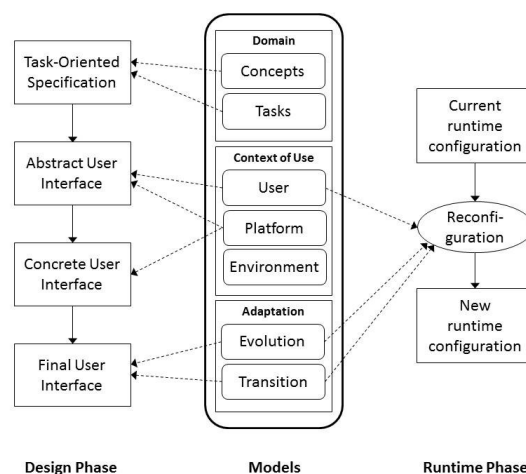 Task-Oriented
Specification
Abstract User
Interface
Concrete User
Interface
Final User
Interface
Design Phase
Domain
Concepts
Tasks
Context of Use
User
Platform
Environment
Adaptation
Evolution
Transition
Models
Current
runtime
configuration
Reconfi-
guration
New
runtime
configuration
Runtime Phase